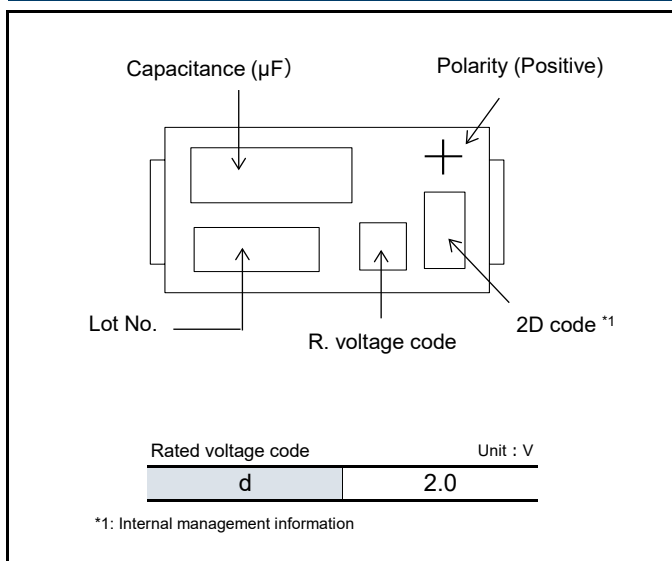 Capacitance (µF）
Polarity (Positive)
+
Lot No.
R. voltage code
2D code *1
Rated voltage code Unit : V
d 2.0
*1: Internal management information